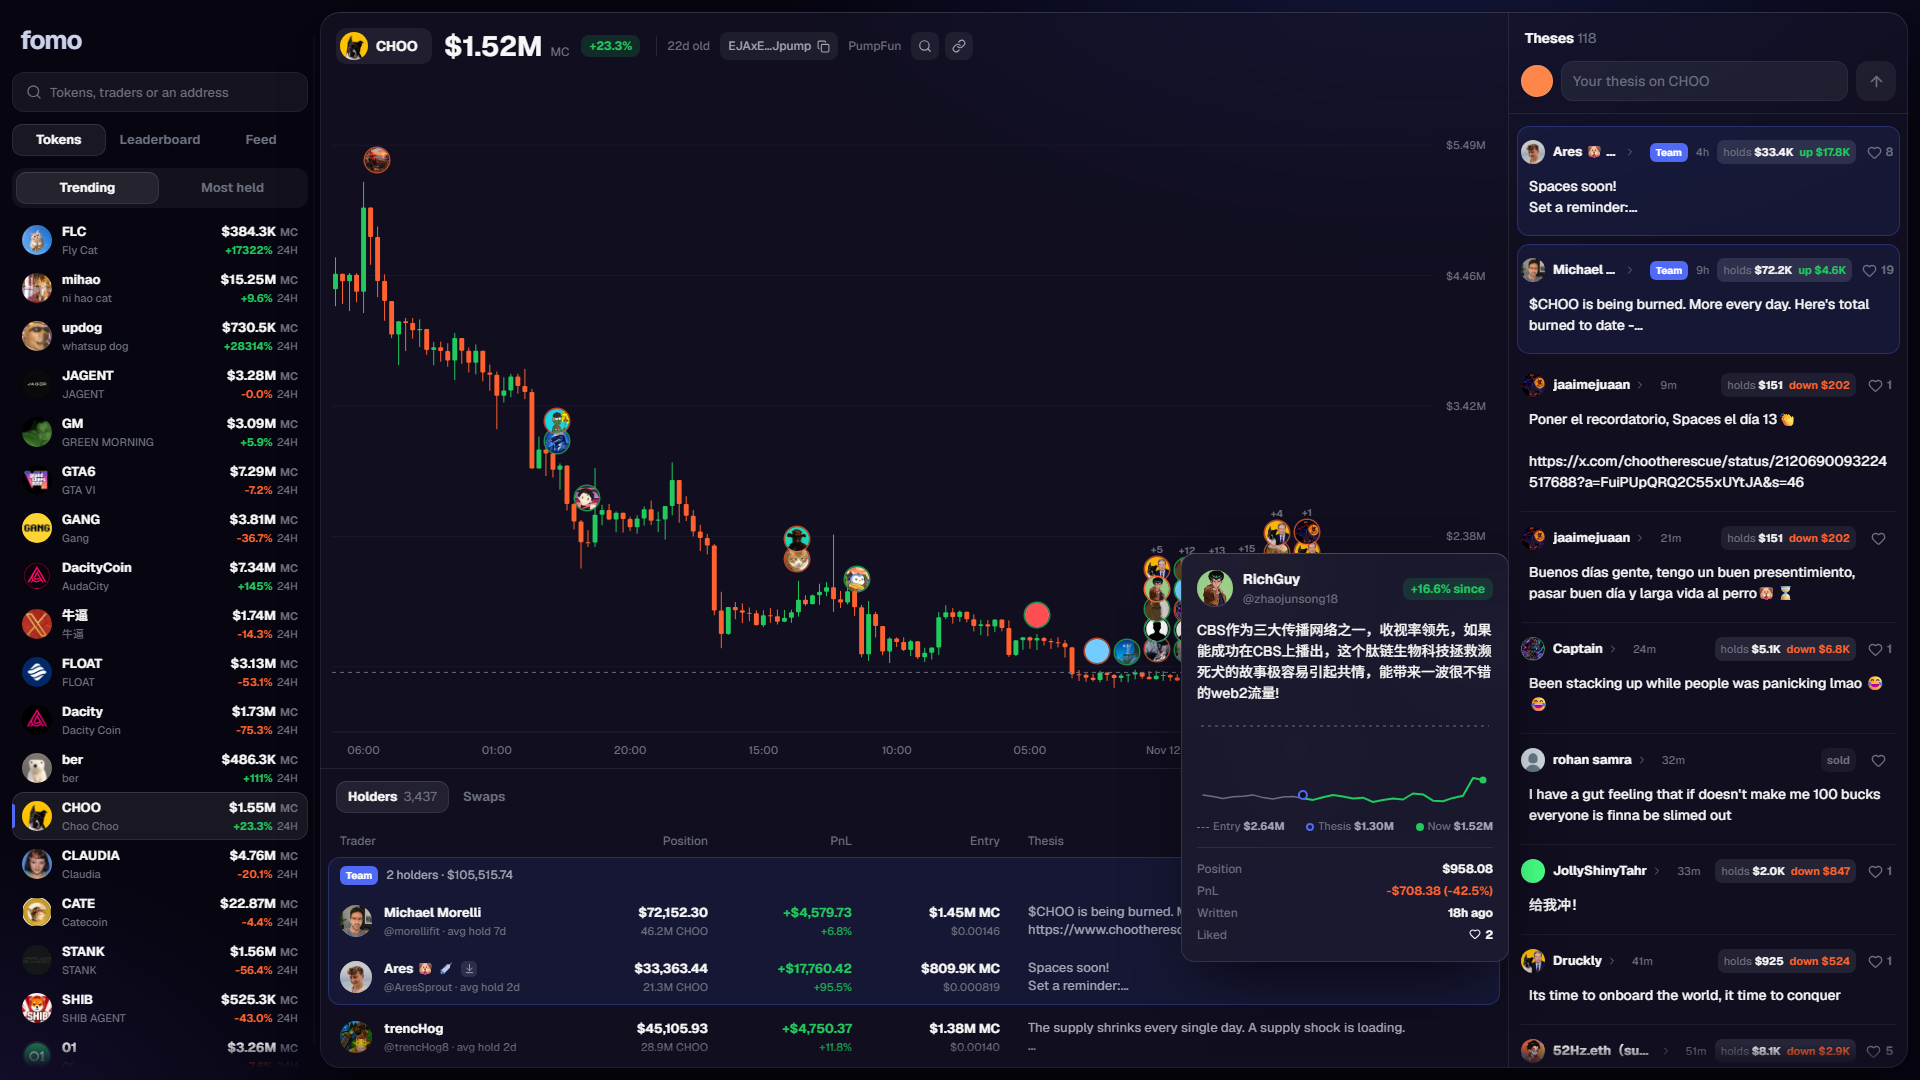 fomo
Tokens, traders or an address
Tokens
Leaderboard
Feed
Trending
Most held
FLC $384.3K MC
Fly Cat +17322% 24H
mihao $15.25M MC
ni hao cat +9.6% 24H
updog $730.5K MC
whatsup dog +28314% 24H
JAGENT $3.28M MC
JAGENT -0.0% 24H
GM $3.09M MC
GREEN MORNING +5.9% 24H
GTA6 $7.29M MC
GTA VI -7.2% 24H
GANG $3.81M MC
Gang -36.7% 24H
DacityCoin $7.34M MC
AudaCity +145% 24H
牛逼 $1.74M MC
牛逼 -14.3% 24H
FLOAT $3.13M MC
FLOAT -53.1% 24H
Dacity $1.73M MC
Dacity Coin -75.3% 24H
ber $486.3K MC
ber +111% 24H
CHOO $1.55M MC
Choo Choo +23.3% 24H
CLAUDIA $4.76M MC
Claudia -20.1% 24H
CATE $22.87M MC
Catecoin -4.4% 24H
STANK $1.56M MC
STANK -56.4% 24H
SHIB $525.3K MC
SHIB AGENT -43.0% 24H
01 $3.26M MC
CHOO $1.52M MC +23.3% 22d old EJAxE...Jpump PumpFun
$5.49M
$4.46M
$3.42M
$2.38M
+4 +1
+5 +12 +13 +15
06:00 01:00 20:00 15:00 10:00 05:00 Nov 12
RichGuy
@zhaojunsong18
+16.6% since
CBS作为三大传播网络之一，收视率领先，如果
能成功在CBS上播出，这个肽链生物科技拯救濒
死犬的故事极容易引起共情，能带来一波很不错
的web2流量!
Entry $2.64M Thesis $1.30M Now $1.52M
Position $958.08
PnL -$708.38 (-42.5%)
Written 18h ago
Liked 2
Holders 3,437 Swaps
Trader Position PnL Entry Thesis
Team 2 holders · $105,515.74
Michael Morelli $72,152.30 +$4,579.73 $1.45M MC $CHOO is being burned.
@morellifit · avg hold 7d 46.2M CHOO +6.8% $0.00146 https://www.chootheresc
Ares $33,363.44 +$17,760.42 $809.9K MC Spaces soon!
@AresSprout · avg hold 2d 21.3M CHOO +95.5% $0.000819 Set a reminder:...
trencHog $45,105.93 +$4,750.37 $1.38M MC The supply shrinks every single day. A supply shock is loading.
@trencHog8 · avg hold 2d 28.9M CHOO +11.8% $0.00140 ...
Theses 118
Your thesis on CHOO
Ares 🐶 ... Team 4h holds $33.4K up $17.8K 8
Spaces soon!
Set a reminder:...
Michael ... Team 9h holds $72.2K up $4.6K 19
$CHOO is being burned. More every day. Here's total
burned to date -...
jaaimejuaan 9m holds $151 down $202 1
Poner el recordatorio, Spaces el día 13 👏
https://x.com/chootherescue/status/2120690093224
517688?a=FuiPUpQRQ2C55xUYtJA&s=46
jaaimejuaan 21m holds $151 down $202
Buenos días gente, tengo un buen presentimiento,
pasar buen día y larga vida al perro🐶⌛
Captain 24m holds $5.1K down $6.8K 1
Been stacking up while people was panicking lmao 😂
😂
rohan samra 32m sold
I have a gut feeling that if doesn't make me 100 bucks
everyone is finna be slimed out
JollyShinyTahr 33m holds $2.0K down $847 1
给我冲!
Druckly 41m holds $925 down $524 1
Its time to onboard the world, it time to conquer
52Hz.eth (su... 51m holds $8.1K down $2.9K 5